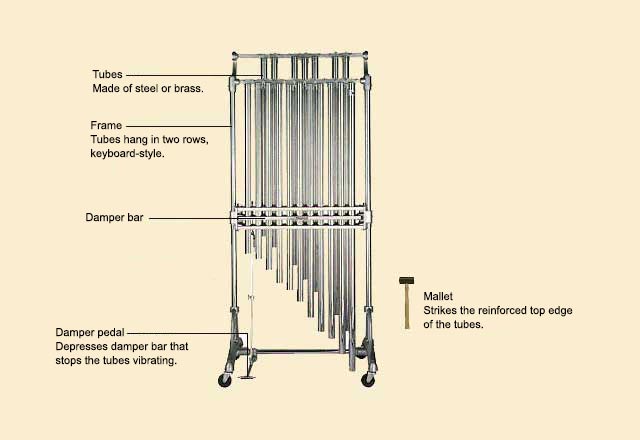 Tubes
Made of steel or brass.
Frame
Tubes hang in two rows,
keyboard-style.
Damper bar
Mallet
Strikes the reinforced top edge
of the tubes.
Damper pedal
Depresses damper bar that
stops the tubes vibrating.